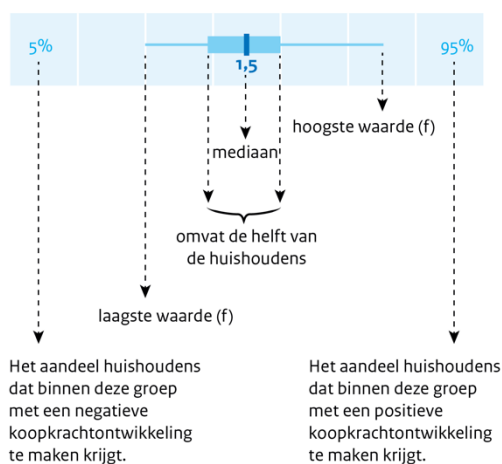 5%
95%
1,5
hoogste waarde (f)
mediaan
omvat de helft van
de huishoudens
laagste waarde (f)
Het aandeel huishoudens
dat binnen deze groep
met een negatieve
koopkrachtontwikkeling
te maken krijgt.
Het aandeel huishoudens
dat binnen deze groep
met een positieve
koopkrachtontwikkeling
te maken krijgt.